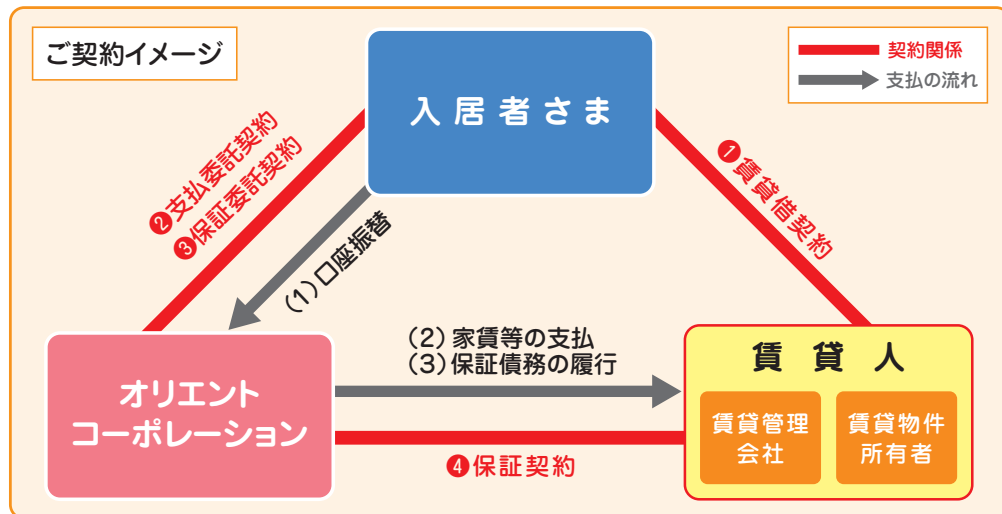 ご契約イメージ
契約関係
支払の流れ
入居者さま
❷支払委託契約
❸保証委託契約
❶賃貸借契約
(1)口座振替
(2)家賃等の支払
(3)保証債務の履行
オリエント
コーポレーション
賃貸人
賃貸管理
会社
賃貸物件
所有者
❹保証契約